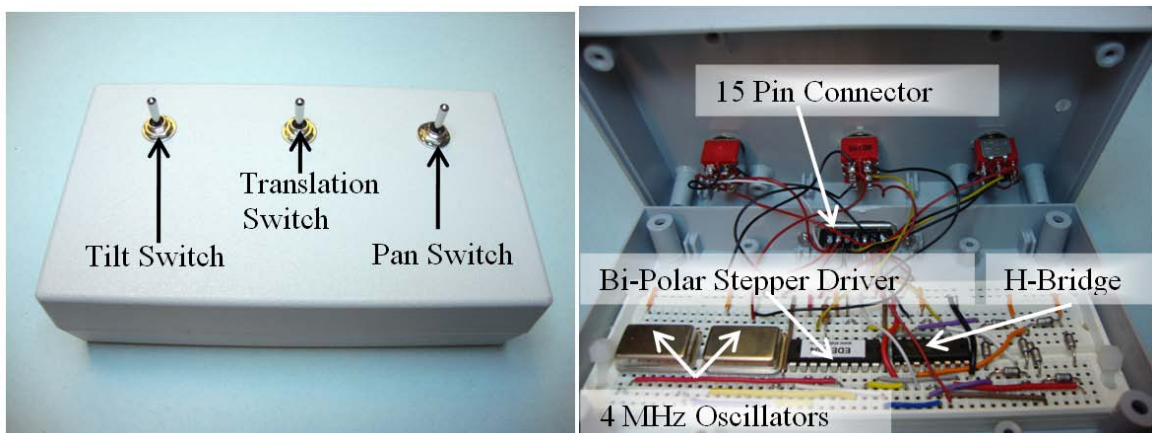 Tilt Switch
Translation
Switch
Pan Switch
15 Pin Connector
Bi-Polar Stepper Driver
H-Bridge
4 MHz Oscillators